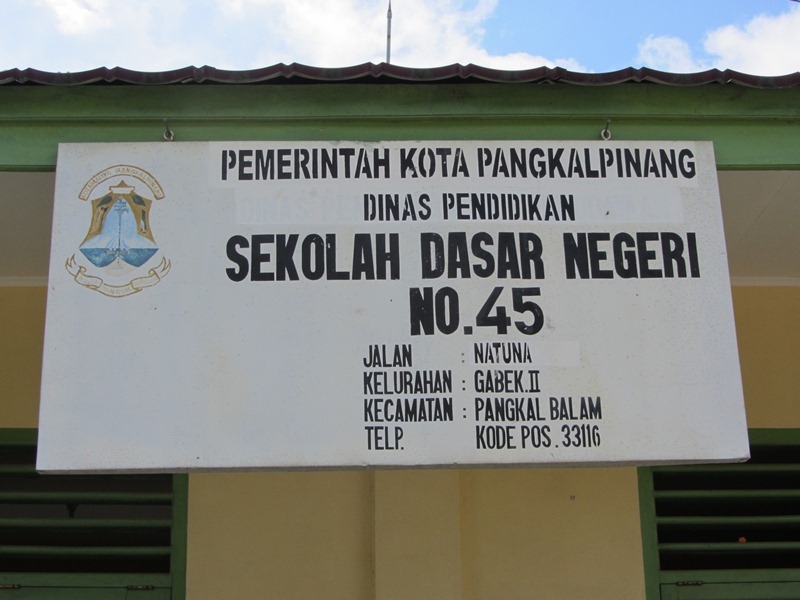 PEMERINTAH KOTA PANGKALPINANG
DINAS PENDIDIKAN
SEKOLAH DASAR NEGERI
NO.45
JALAN : NATUNA
KELURAHAN : GABEK.II
KECAMATAN : PANGKAL BALAM
TELP. KODE POS. 33116